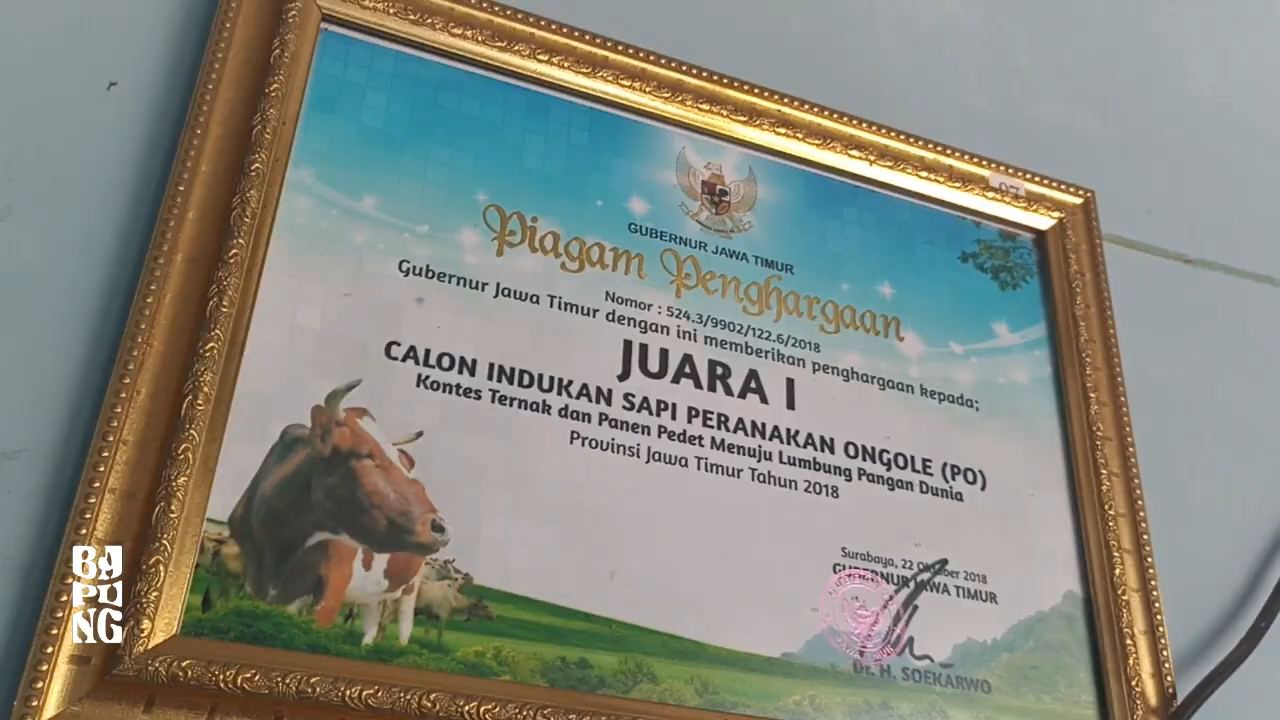 GUBERNUR JAWA TIMUR
Piagam Penghargaan
Nomor : 524.3/9902/122.6/2018
Gubernur Jawa Timur dengan ini memberikan penghargaan kepada;
JUARA I
CALON INDUKAN SAPI PERANAKAN ONGOLE (PO)
Kontes Ternak dan Panen Pedet Menuju Lumbung Pangan Dunia
Provinsi Jawa Timur Tahun 2018
Surabaya, 22 Oktober 2018
GUBERNUR JAWA TIMUR
Dr. H. SOEKARWO
BA
PU
NG